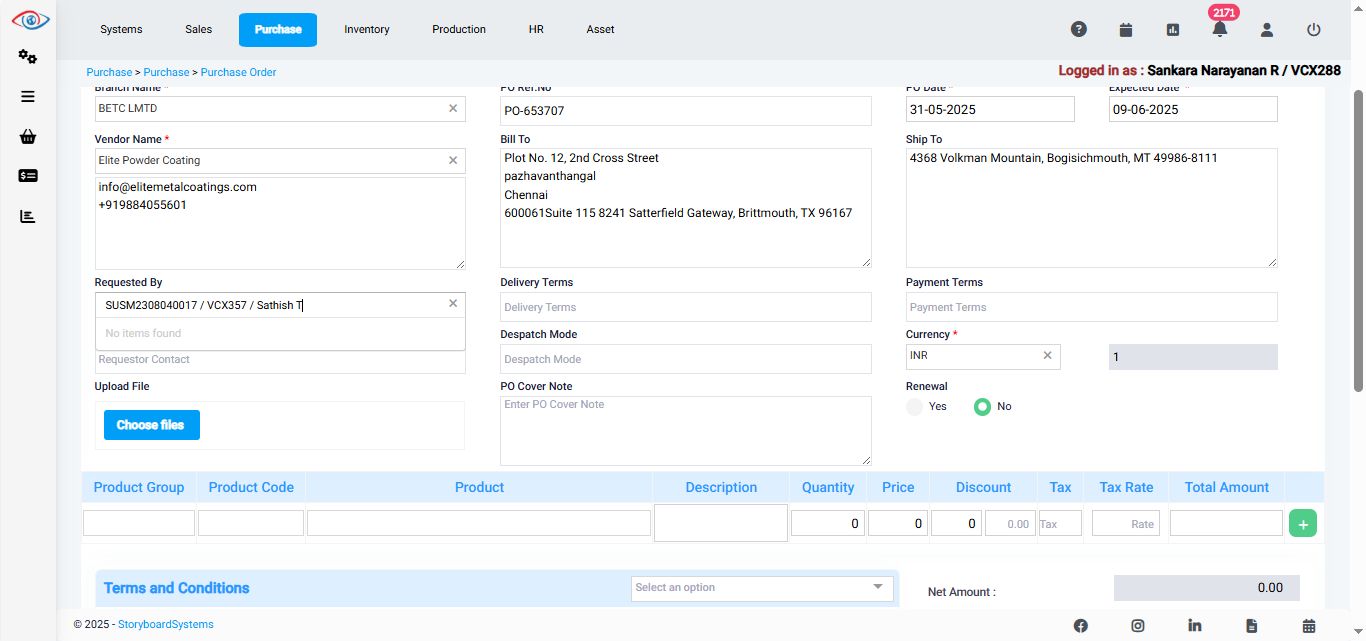 2171
Systems Sales Purchase Inventory Production HR Asset
Purchase > Purchase > Purchase Order
Logged in as : Sankara Narayanan R / VCX288
Branch Name * PO Ref.No PO Date * Expected Date *
BETC LMTD × PO-653707 31-05-2025 09-06-2025
Vendor Name * Bill To Ship To
Elite Powder Coating ×
info@elitemetalcoatings.com
+919884055601
Plot No. 12, 2nd Cross Street
pazhavanthangal
Chennai
600061Suite 115 8241 Satterfield Gateway, Brittmouth, TX 96167
4368 Volkman Mountain, Bogisichmouth, MT 49986-8111
Requested By Delivery Terms Payment Terms
SUSM2308040017 / VCX357 / Sathish T × Delivery Terms Payment Terms
No items found
Despatch Mode Currency *
Requestor Contact Despatch Mode INR × 1
Upload File PO Cover Note Renewal
Choose files Enter PO Cover Note Yes No
Product Group Product Code Product Description Quantity Price Discount Tax Tax Rate Total Amount
0 0 0 0.00 Tax Rate +
Terms and Conditions Select an option Net Amount : 0.00
© 2025 - StoryboardSystems